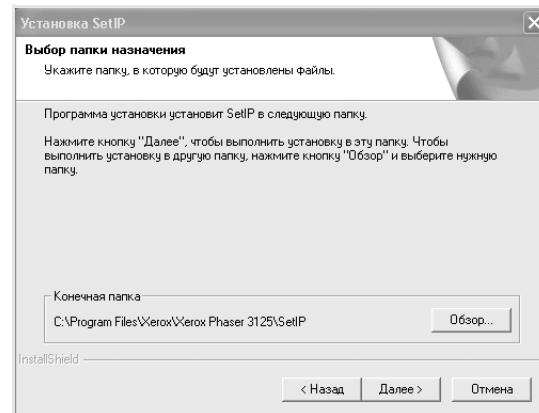 Установка SetIP
Выбор папки назначения
Укажите папку, в которую будут установлены файлы.
Программа установки установит SetIP в следующую папку.
Нажмите кнопку "Далее", чтобы выполнить установку в эту папку. Чтобы
выполнить установку в другую папку, нажмите кнопку "Обзор" и выберите нужную
папку.
Конечная папка
C:\Program Files\Xerox\Xerox Phaser 3125\SetIP
Обзор...
InstallShield
< Назад
Далее >
Отмена